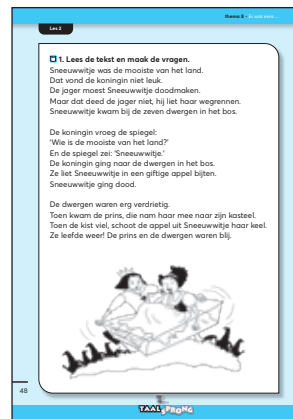 thema 8 - Ik was eens ...
Les 2
1. Lees de tekst en maak de vragen.
Sneeuwwitje was de mooiste van het land.
Dat vond de koningin niet leuk.
De jager moest Sneeuwwitje doodmaken.
Maar dat deed de jager niet, hij liet haar wegrennen.
Sneeuwwitje kwam bij de zeven dwergen in het bos.
De koningin vroeg de spiegel:
'Wie is de mooiste van het land?'
En de spiegel zei: 'Sneeuwwitje.'
De koningin ging naar de dwergen in het bos.
Ze liet Sneeuwwitje in een giftige appel bijten.
Sneeuwwitje ging dood.
De dwergen waren erg verdrietig.
Toen kwam de prins, die nam haar mee naar zijn kasteel.
Toen de kist viel, schoot de appel uit Sneeuwwitje haar keel.
Ze leefde weer! De prins en de dwergen waren blij.
48
TAALSPRONG